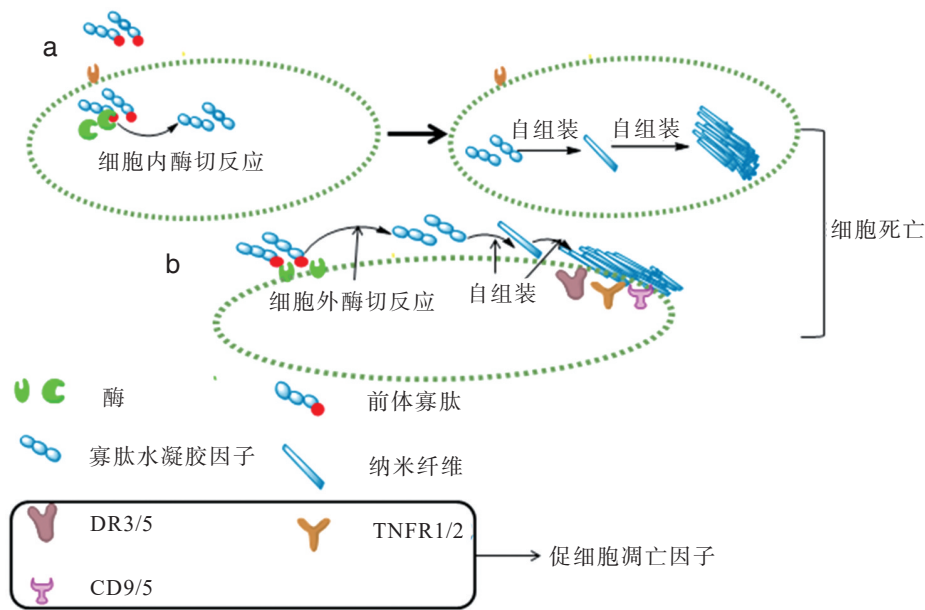 a
细胞内酶切反应
自组装
自组装
细胞死亡
b
细胞外酶切反应
自组装
酶
前体寡肽
寡肽水凝胶因子
纳米纤维
DR3/5
TNFR1/2
CD9/5
促细胞凋亡因子